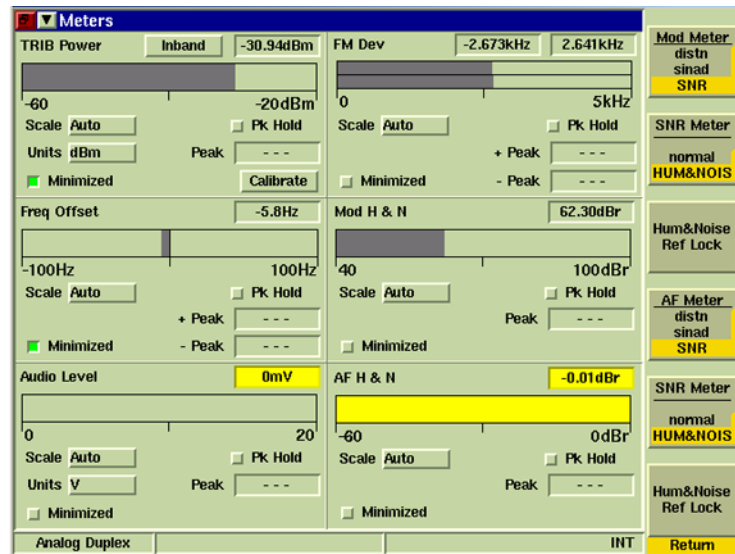 Meters
TRIB Power Inband -30.94dBm
-60 -20dBm
Scale Auto Pk Hold
Units dBm Peak - - -
Minimized Calibrate
FM Dev -2.673kHz 2.641kHz
0 5kHz
Scale Auto Pk Hold
+ Peak - - -
Minimized - Peak - - -
Freq Offset -5.8Hz
-100Hz 100Hz
Scale Auto Pk Hold
+ Peak - - -
Minimized - Peak - - -
Mod H & N 62.30dBr
40 100dBr
Scale Auto Pk Hold
Peak - - -
Minimized
Audio Level 0mV
0 20
Scale Auto Pk Hold
Units V Peak - - -
Minimized
AF H & N -0.01dBr
-60 0dBr
Scale Auto Pk Hold
Peak - - -
Minimized
Analog Duplex INT
Mod Meter
distn
sinad
SNR
SNR Meter
normal
HUM&NOIS
Hum&Noise
Ref Lock
AF Meter
distn
sinad
SNR
SNR Meter
normal
HUM&NOIS
Hum&Noise
Ref Lock
Return